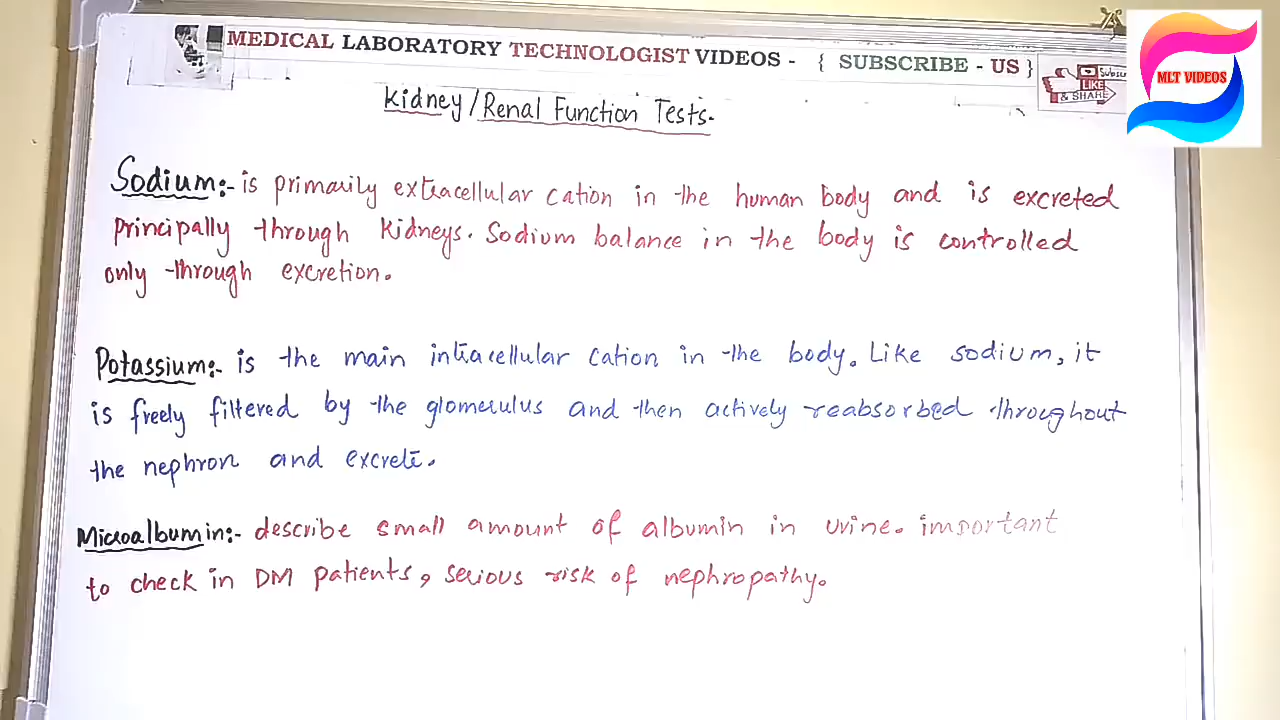 MEDICAL LABORATORY TECHNOLOGIST VIDEOS - { SUBSCRIBE - US }
MLT VIDEOS
LIKE
& SHARE
Kidney/Renal Function Tests.
Sodium:- is primarily extracellular cation in the human body and is excreted
principally through kidneys. Sodium balance in the body is controlled
only through excretion.
Potassium:- is the main intracellular cation in the body. Like sodium, it
is freely filtered by the glomerulus and then actively reabsorbed throughout
the nephron and excrete.
Microalbumin:- describe small amount of albumin in urine. important
to check in DM patients, serious risk of nephropathy.